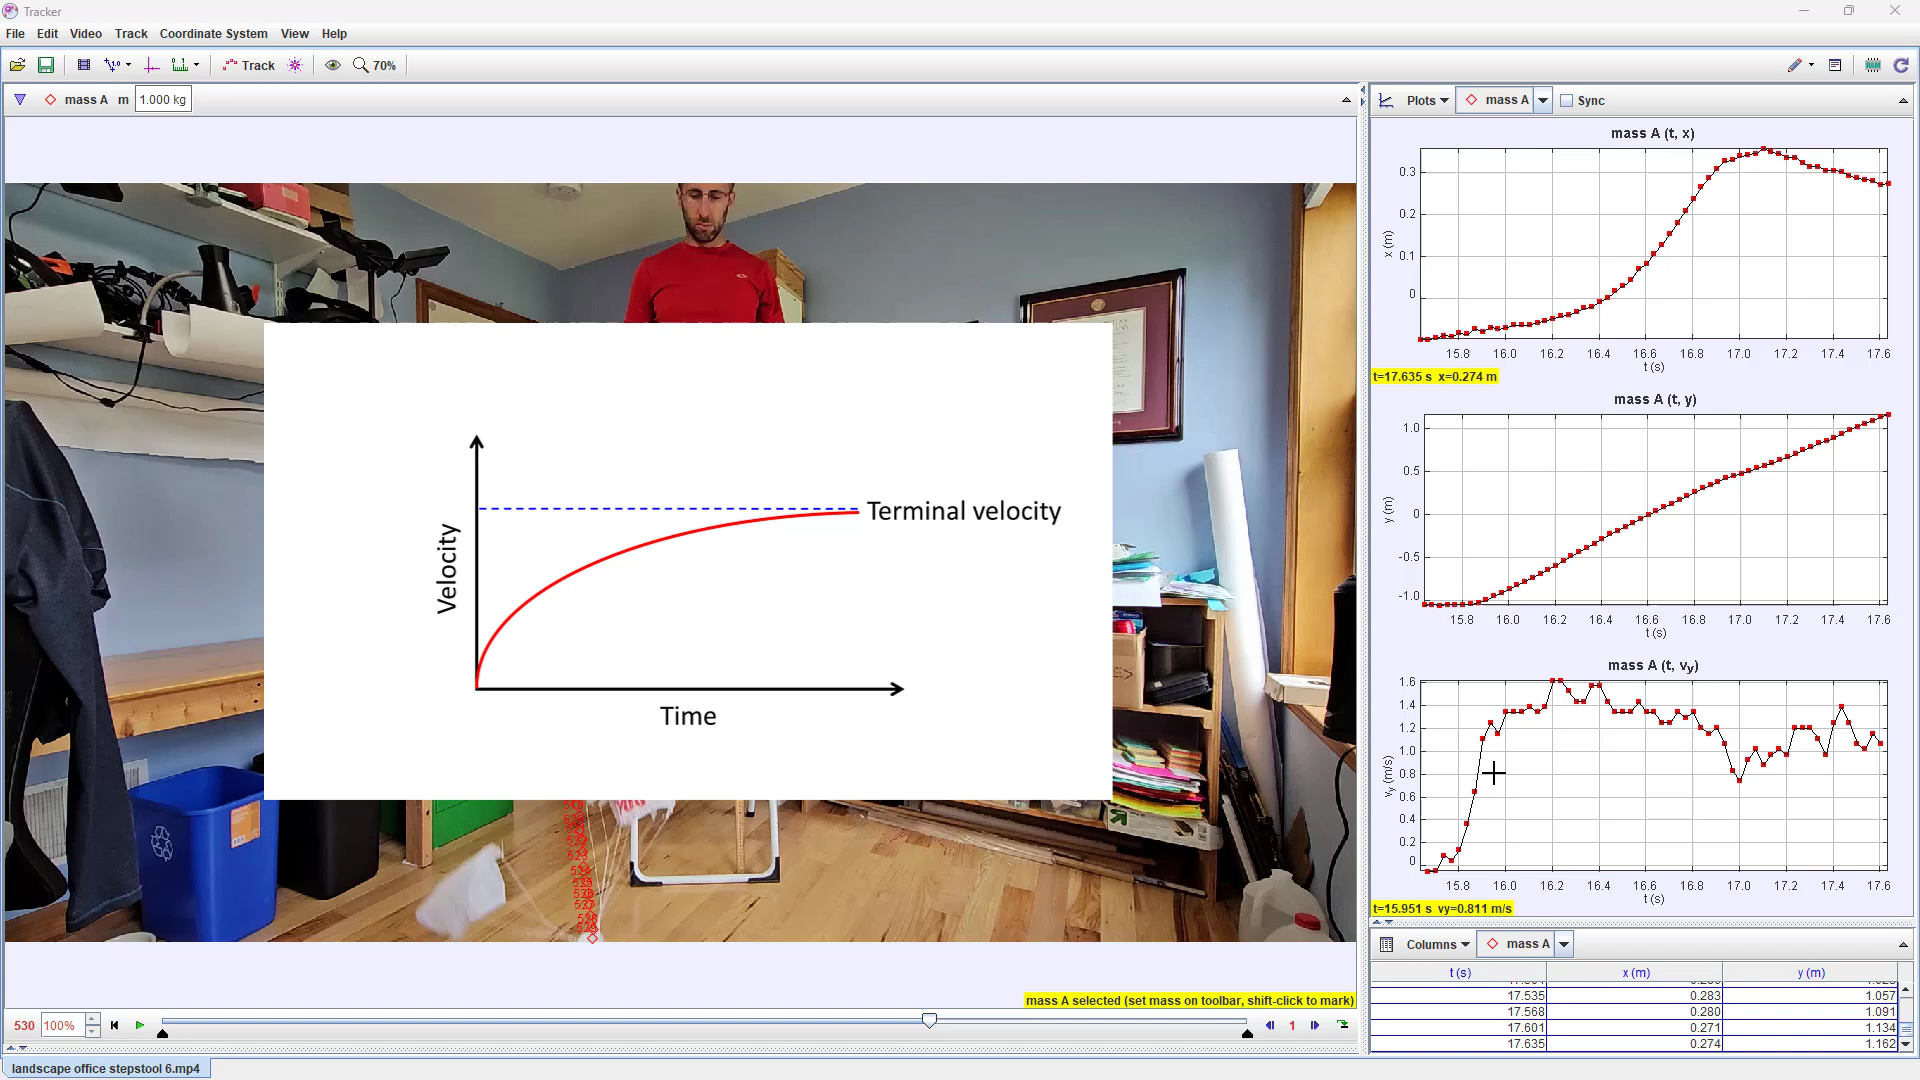 Tracker
File Edit Video Track Coordinate System View Help
Track 70%
mass A m 1.000 kg
Plots mass A Sync
mass A (t, x)
0.3
0.2
0.1
0
x (m)
15.8 16.0 16.2 16.4 16.6 16.8 17.0 17.2 17.4 17.6
t (s)
t=17.635 s x=0.274 m
mass A (t, y)
1.0
0.5
0
-0.5
-1.0
y (m)
15.8 16.0 16.2 16.4 16.6 16.8 17.0 17.2 17.4 17.6
t (s)
mass A (t, vy)
1.6
1.4
1.2
1.0
0.8
0.6
0.4
0.2
0
vy (m/s)
15.8 16.0 16.2 16.4 16.6 16.8 17.0 17.2 17.4 17.6
t (s)
t=15.951 s vy=0.811 m/s
Columns mass A
t (s) x (m) y (m)
17.535 0.283 1.057
17.568 0.280 1.091
17.601 0.271 1.134
17.635 0.274 1.162
Velocity
Terminal velocity
Time
523
527
mass A selected (set mass on toolbar, shift-click to mark)
530 100% 1
landscape office stepstool 6.mp4